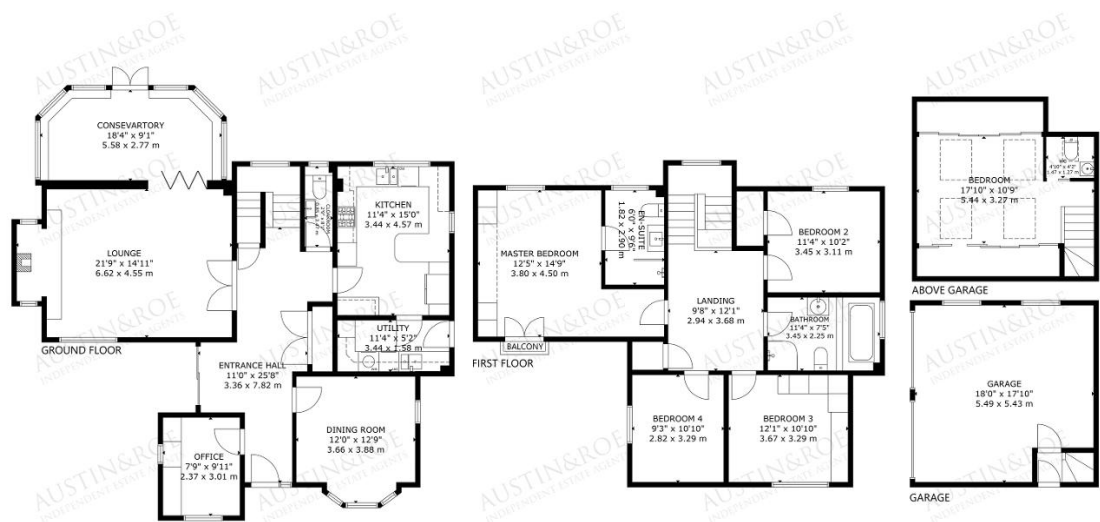 AUSTIN&ROE
INDEPENDENT ESTATE AGENTS
CONSEVARTORY
18'4" x 9'1"
5.58 x 2.77 m
LOUNGE
21'9" x 14'11"
6.62 x 4.55 m
GROUND FLOOR
KITCHEN
11'4" x 15'0"
3.44 x 4.57 m
UTILITY
11'4" x 5'2"
3.44 x 1.58 m
ENTRANCE HALL
11'0" x 25'8"
3.36 x 7.82 m
DINING ROOM
12'0" x 12'9"
3.66 x 3.88 m
OFFICE
7'9" x 9'11"
2.37 x 3.01 m
MASTER BEDROOM
12'5" x 14'9"
3.80 x 4.50 m
BALCONY
FIRST FLOOR
EN-SUITE
6'0" x 9'6"
1.82 x 2.90 m
LANDING
9'8" x 12'1"
2.94 x 3.68 m
BEDROOM 2
11'4" x 10'2"
3.45 x 3.11 m
BATHROOM
11'4" x 7'5"
3.45 x 2.25 m
BEDROOM 4
9'3" x 10'10"
2.82 x 3.29 m
BEDROOM 3
12'1" x 10'10"
3.67 x 3.29 m
BEDROOM
17'10" x 10'9"
5.44 x 3.27 m
4'10" x 4'2"
1.47 x 1.27 m
ABOVE GARAGE
GARAGE
18'0" x 17'10"
5.49 x 5.43 m
GARAGE